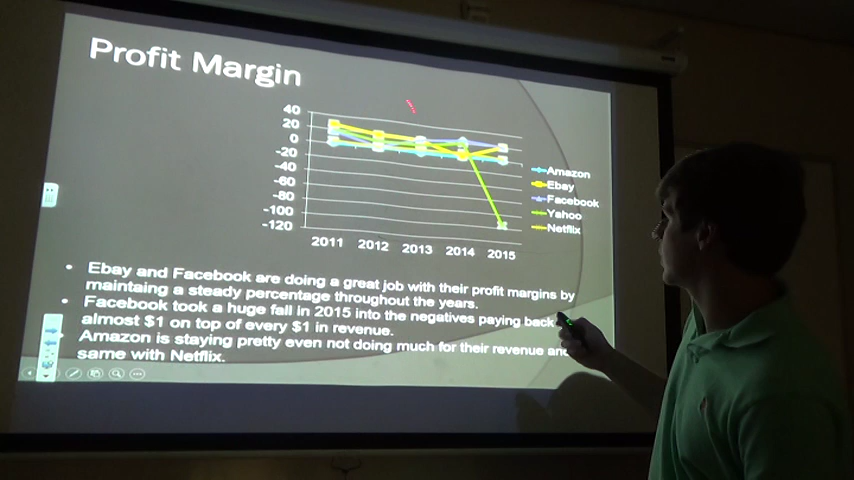 Profit Margin
40
20
0
-20
-40
-60
-80
-100
-120
2011 2012 2013 2014 2015
Amazon
Ebay
Facebook
Yahoo
Netflix
• Ebay and Facebook are doing a great job with their profit margins by
maintaining a steady percentage throughout the years.
• Facebook took a huge fall in 2015 into the negatives paying back
almost $1 on top of every $1 in revenue.
• Amazon is staying pretty even not doing much for their revenue and
same with Netflix.